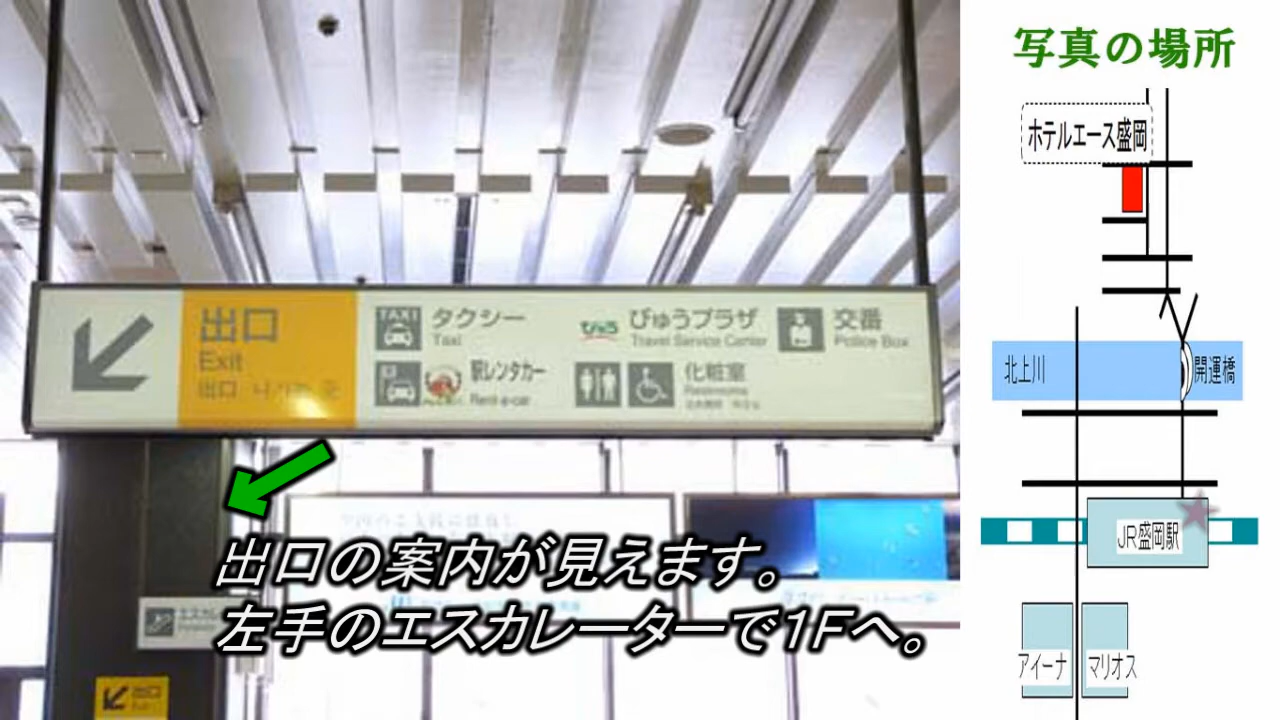 出口
Exit
TAXI
タクシー
Taxi
びゅう
びゅうプラザ
Travel Service Center
交番
Police Box
駅レンタカー
Rent-a-car
化粧室
Restrooms
出口の案内が見えます。
左手のエスカレーターで1Fへ。
出口
写真の場所
ホテルエース盛岡
北上川
開運橋
JR盛岡駅
アイーナ
マリオス